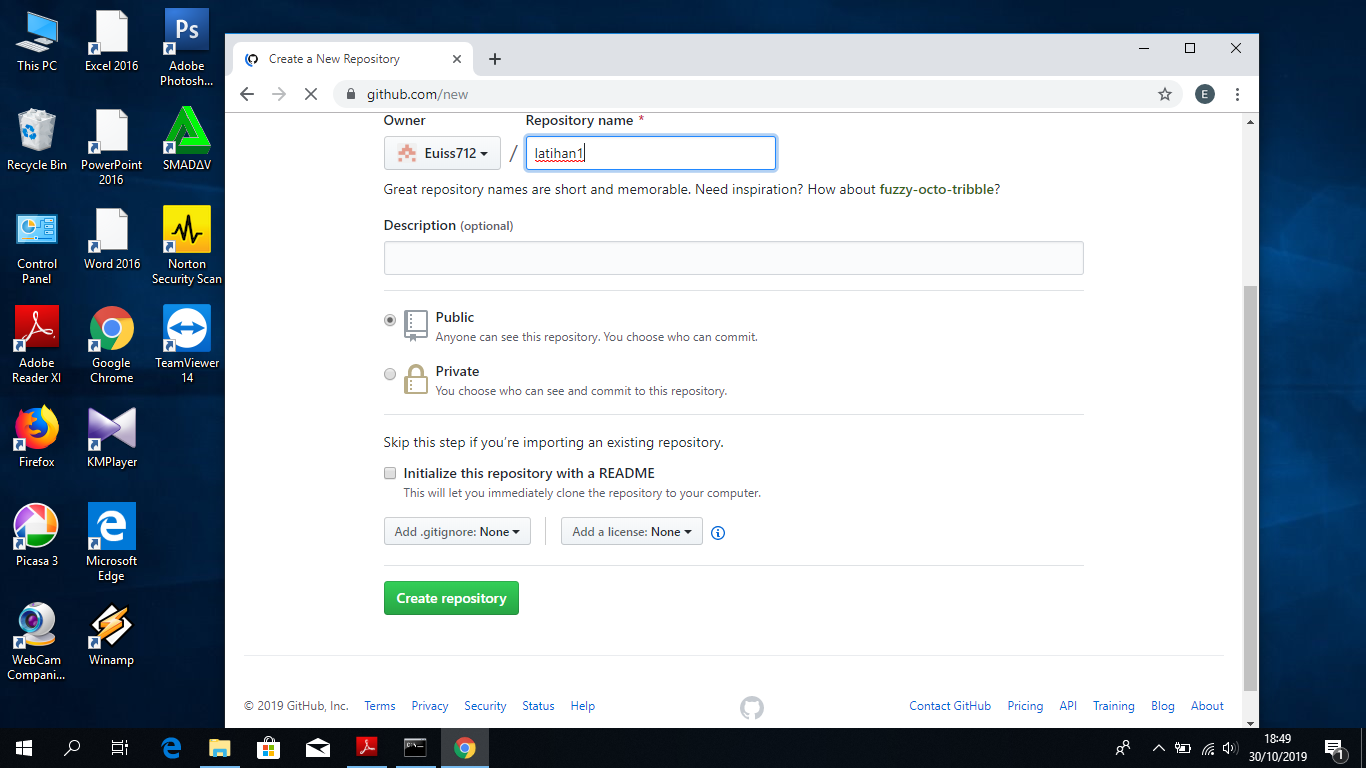 This PC
Excel 2016
Adobe
Photosh...
Recycle Bin
PowerPoint
2016
SMADΔV
Control
Panel
Word 2016
Norton
Security Scan
Adobe
Reader XI
Google
Chrome
TeamViewer
14
Firefox
KMPlayer
Picasa 3
Microsoft
Edge
WebCam
Compani...
Winamp
Ps
Create a New Repository
github.com/new
E
Owner
Repository name *
Euiss712
/
latihan1
Great repository names are short and memorable. Need inspiration? How about fuzzy-octo-tribble?
Description (optional)
Public
Anyone can see this repository. You choose who can commit.
Private
You choose who can see and commit to this repository.
Skip this step if you’re importing an existing repository.
Initialize this repository with a README
This will let you immediately clone the repository to your computer.
Add .gitignore: None
Add a license: None
Create repository
© 2019 GitHub, Inc.
Terms
Privacy
Security
Status
Help
Contact GitHub
Pricing
API
Training
Blog
About
18:49
30/10/2019
1